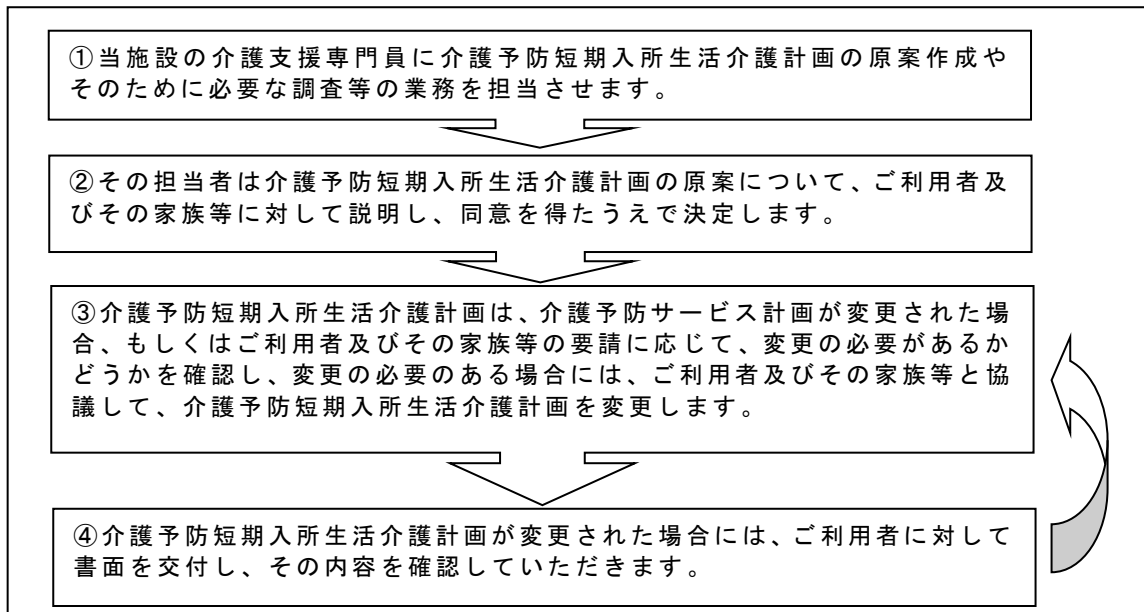 ①当施設の介護支援専門員に介護予防短期入所生活介護計画の原案作成や
そのために必要な調査等の業務を担当させます。
②その担当者は介護予防短期入所生活介護計画の原案について、ご利用者及
びその家族等に対して説明し、同意を得たうえで決定します。
③介護予防短期入所生活介護計画は、介護予防サービス計画が変更された場
合、もしくはご利用者及びその家族等の要請に応じて、変更の必要があるか
どうかを確認し、変更の必要のある場合には、ご利用者及びその家族等と協
議して、介護予防短期入所生活介護計画を変更します。
④介護予防短期入所生活介護計画が変更された場合には、ご利用者に対して
書面を交付し、その内容を確認していただきます。